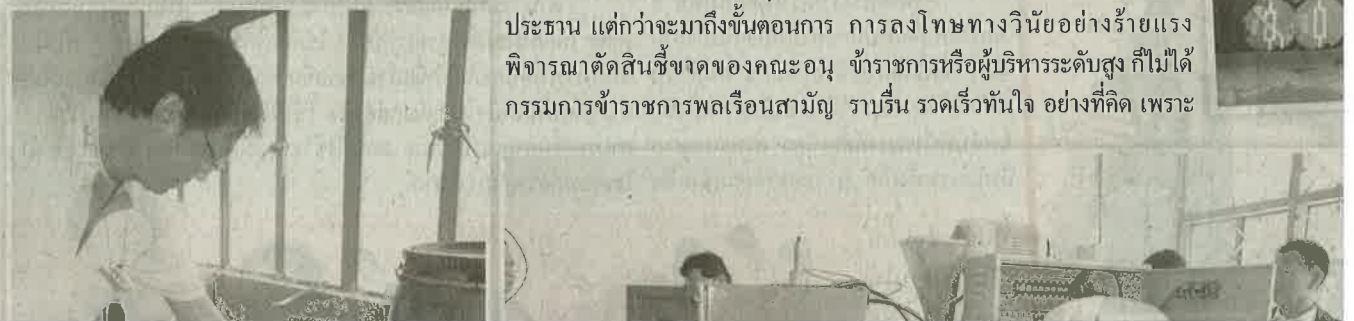 ประธาน แต่กว่าจะมาถึงขั้นตอนการ
พิจารณาตัดสินชี้ขาดของคณะอนุ
กรรมการข้าราชการพลเรือนสามัญ
การลงโทษทางวินัยอย่างร้ายแรง
ข้าราชการหรือผู้บริหารระดับสูง ก็ไม่ได้
ราบรื่น รวดเร็วทันใจ อย่างที่คิด เพราะ